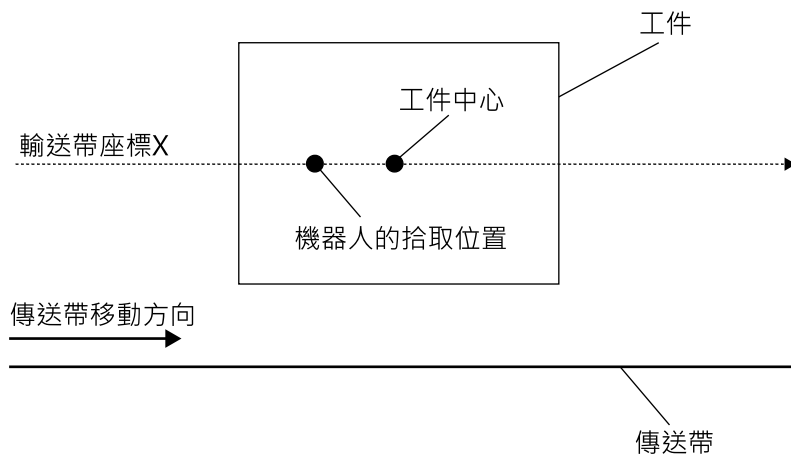 工件
工件中心
輸送帶座標X
機器人的拾取位置
傳送帶移動方向
傳送帶